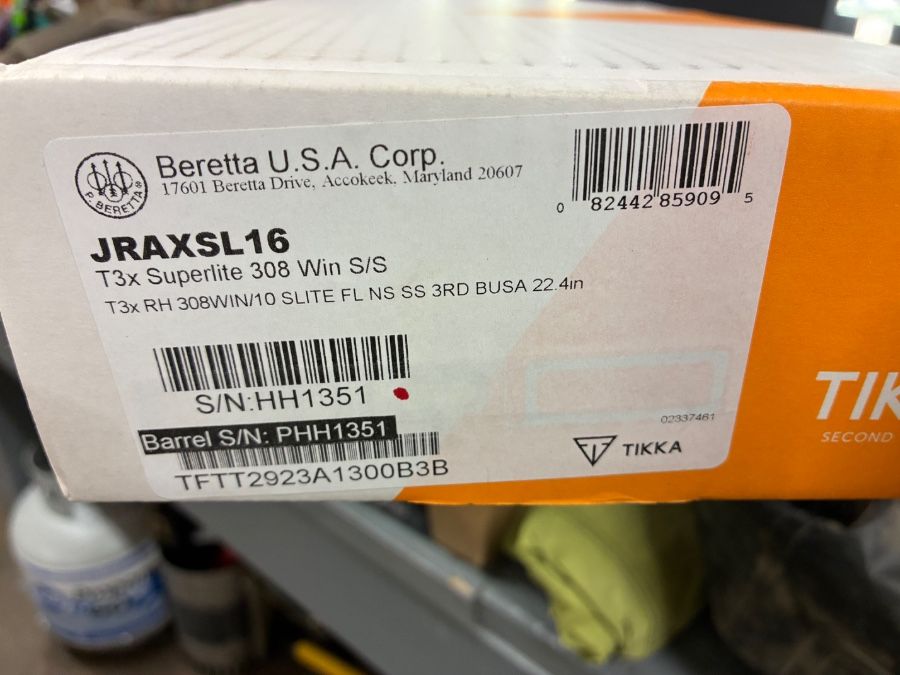 P. BERETTA
Beretta U.S.A. Corp.
17601 Beretta Drive, Accokeek, Maryland 20607
0 82442 85909 5
JRAXSL16
T3x Superlite 308 Win S/S
T3x RH 308WIN/10 SLITE FL NS SS 3RD BUSA 22.4in
S/N:HH1351
Barrel S/N: PHH1351
TFTT2923A1300B3B
02337461
TIKKA
TIK
SECOND